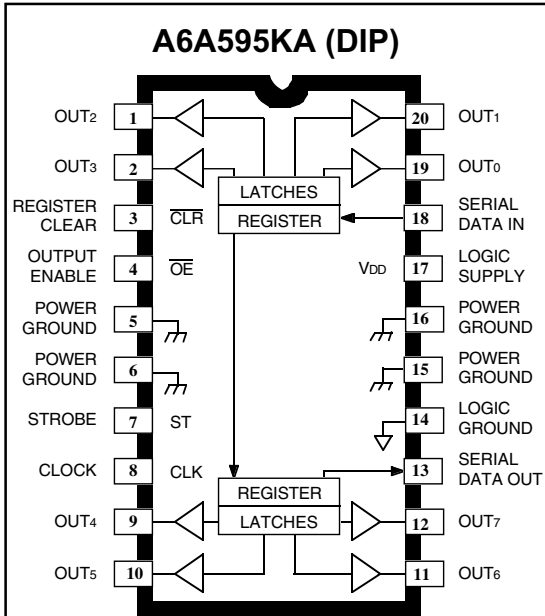 A6A595KA (DIP)
OUT2 1 20 OUT1
OUT3 2 19 OUT0
LATCHES
REGISTER
REGISTER CLEAR 3 CLR 18 SERIAL DATA IN
OUTPUT ENABLE 4 OE VDD 17 LOGIC SUPPLY
POWER GROUND 5 16 POWER GROUND
POWER GROUND 6 15 POWER GROUND
STROBE 7 ST 14 LOGIC GROUND
CLOCK 8 CLK 13 SERIAL DATA OUT
REGISTER
LATCHES
OUT4 9 12 OUT7
OUT5 10 11 OUT6